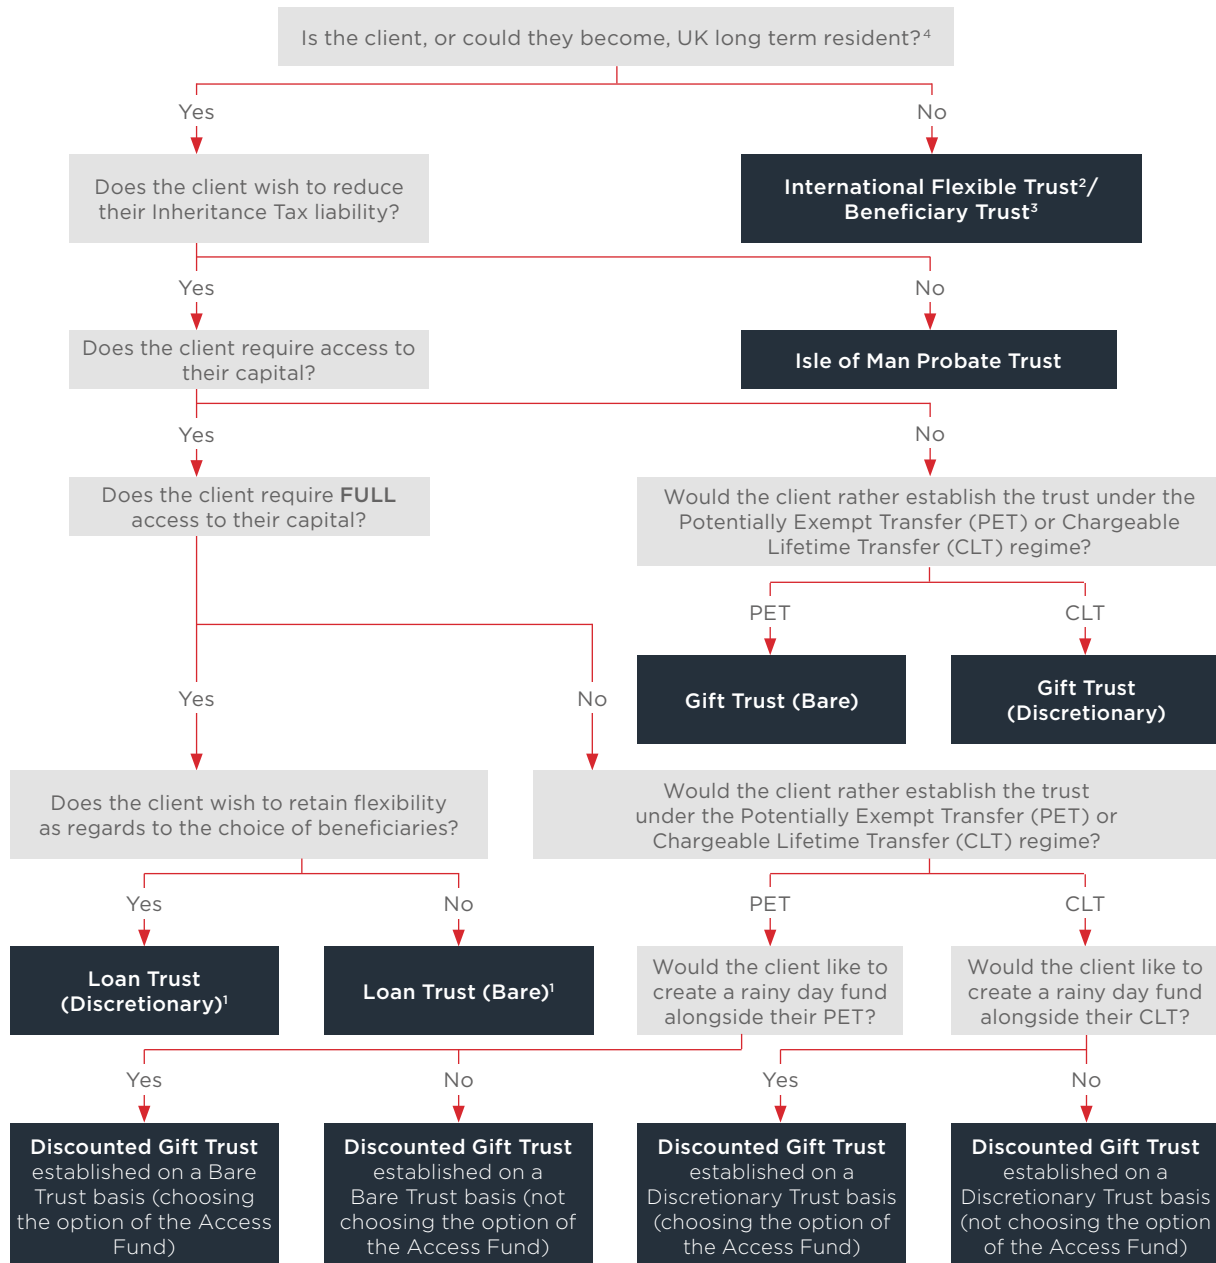 Is the client, or could they become, UK long term resident?⁴
Yes
No
Does the client wish to reduce
their Inheritance Tax liability?
International Flexible Trust²/
Beneficiary Trust³
Yes
No
Does the client require access to
their capital?
Isle of Man Probate Trust
Yes
No
Does the client require FULL
access to their capital?
Would the client rather establish the trust under the
Potentially Exempt Transfer (PET) or Chargeable
Lifetime Transfer (CLT) regime?
PET
CLT
Gift Trust (Bare)
Gift Trust
(Discretionary)
Yes
No
Does the client wish to retain flexibility
as regards to the choice of beneficiaries?
Would the client rather establish the trust
under the Potentially Exempt Transfer (PET) or
Chargeable Lifetime Transfer (CLT) regime?
Yes
No
PET
CLT
Loan Trust
(Discretionary)¹
Loan Trust (Bare)¹
Would the client like to
create a rainy day fund
alongside their PET?
Would the client like to
create a rainy day fund
alongside their CLT?
Yes
No
Yes
No
Discounted Gift Trust
established on a Bare
Trust basis (choosing
the option of the Access
Fund)
Discounted Gift Trust
established on a
Bare Trust basis (not
choosing the option of
the Access Fund)
Discounted Gift Trust
established on a
Discretionary Trust basis
(choosing the option of
the Access Fund)
Discounted Gift Trust
established on a
Discretionary Trust basis
(not choosing the option
of the Access Fund)